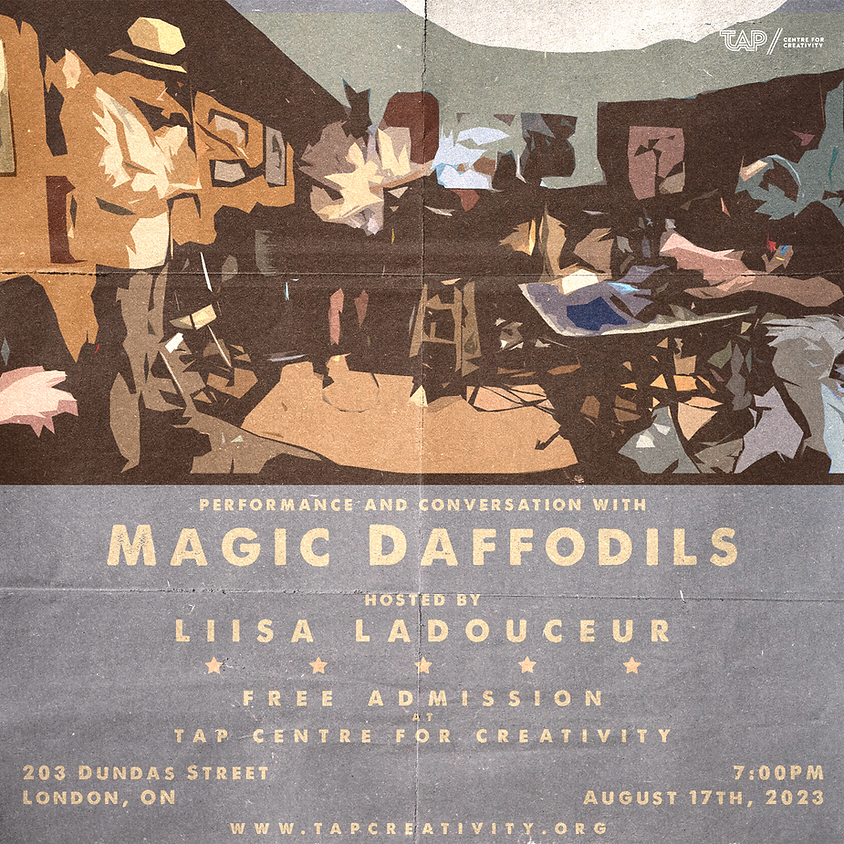 TAP / CENTRE FOR
CREATIVITY
PERFORMANCE AND CONVERSATION WITH
MAGIC DAFFODILS
HOSTED BY
LIISA LADOUCEUR
FREE ADMISSION
AT
TAP CENTRE FOR CREATIVITY
203 DUNDAS STREET
LONDON, ON
7:00PM
AUGUST 17TH, 2023
WWW.TAPCREATIVITY.ORG